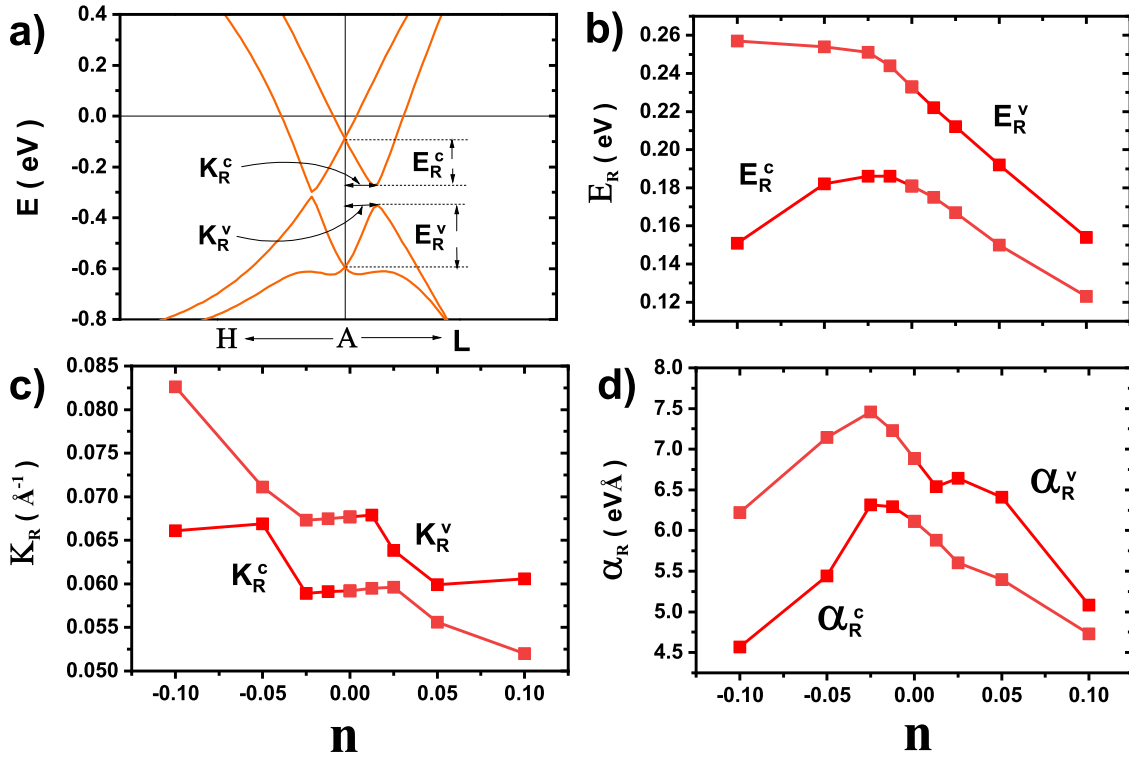 a)
E ( eV )
0.4
0.2
0.0
-0.2
-0.4
-0.6
-0.8
K_R^c
K_R^v
E_R^c
E_R^v
H A L
b)
E_R ( eV )
0.26
0.24
0.22
0.20
0.18
0.16
0.14
0.12
E_R^v
E_R^c
c)
K_R ( Å^-1 )
0.085
0.080
0.075
0.070
0.065
0.060
0.055
0.050
K_R^v
K_R^c
-0.10 -0.05 0.00 0.05 0.10
n
d)
α_R ( eVÅ )
8.0
7.5
7.0
6.5
6.0
5.5
5.0
4.5
α_R^v
α_R^c
-0.10 -0.05 0.00 0.05 0.10
n